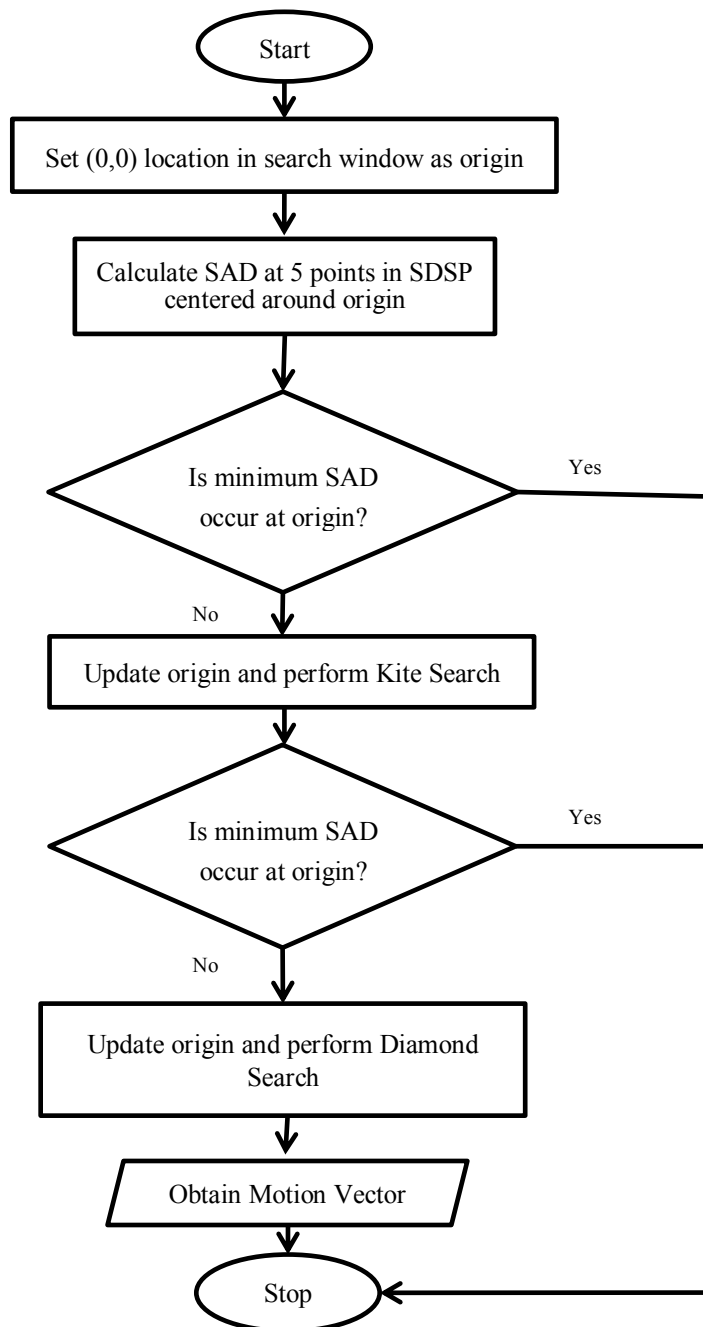 Start
Set (0,0) location in search window as origin
Calculate SAD at 5 points in SDSP
centered around origin
Is minimum SAD
occur at origin?
Yes
No
Update origin and perform Kite Search
Is minimum SAD
occur at origin?
Yes
No
Update origin and perform Diamond
Search
Obtain Motion Vector
Stop